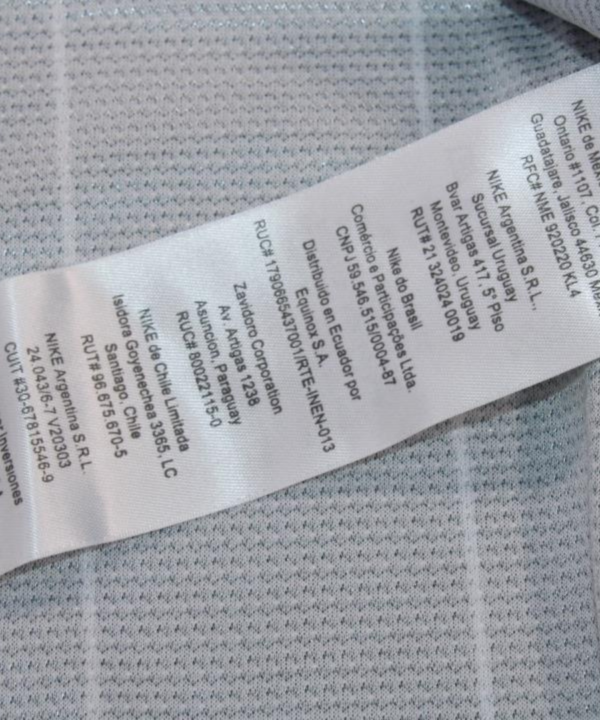 NIKE de
Ontario #1107, Col.
Guadalajare, Jalisco 44630
RFC# NME 920220 KL4
NIKE Argentina S.R.L.,
Sucursal Uruguay
Bvar Artigas 417, 5° Piso
Montevideo, Uruguay
RUT# 21 324024 0019
Nike do Brasil
Comércio e Participações Ltda.
CNPJ 59.546.515/0004-87
Distribuido en Ecuador por
Equinox S.A.
RUC# 1790665437001/RTE-INEN-013
Zavidoro Corporation
Av. Artigas 1238
Asuncion, Paraguay
RUC# 80022115-0
NIKE de Chile Limitada
Isidora Goyenechea 3365, LC
Santiago, Chile
RUT# 96.675.670-5
NIKE Argentina S.R.L.
24.043/6-7 V20303
CUIT #30-67815546-9
Inversiones